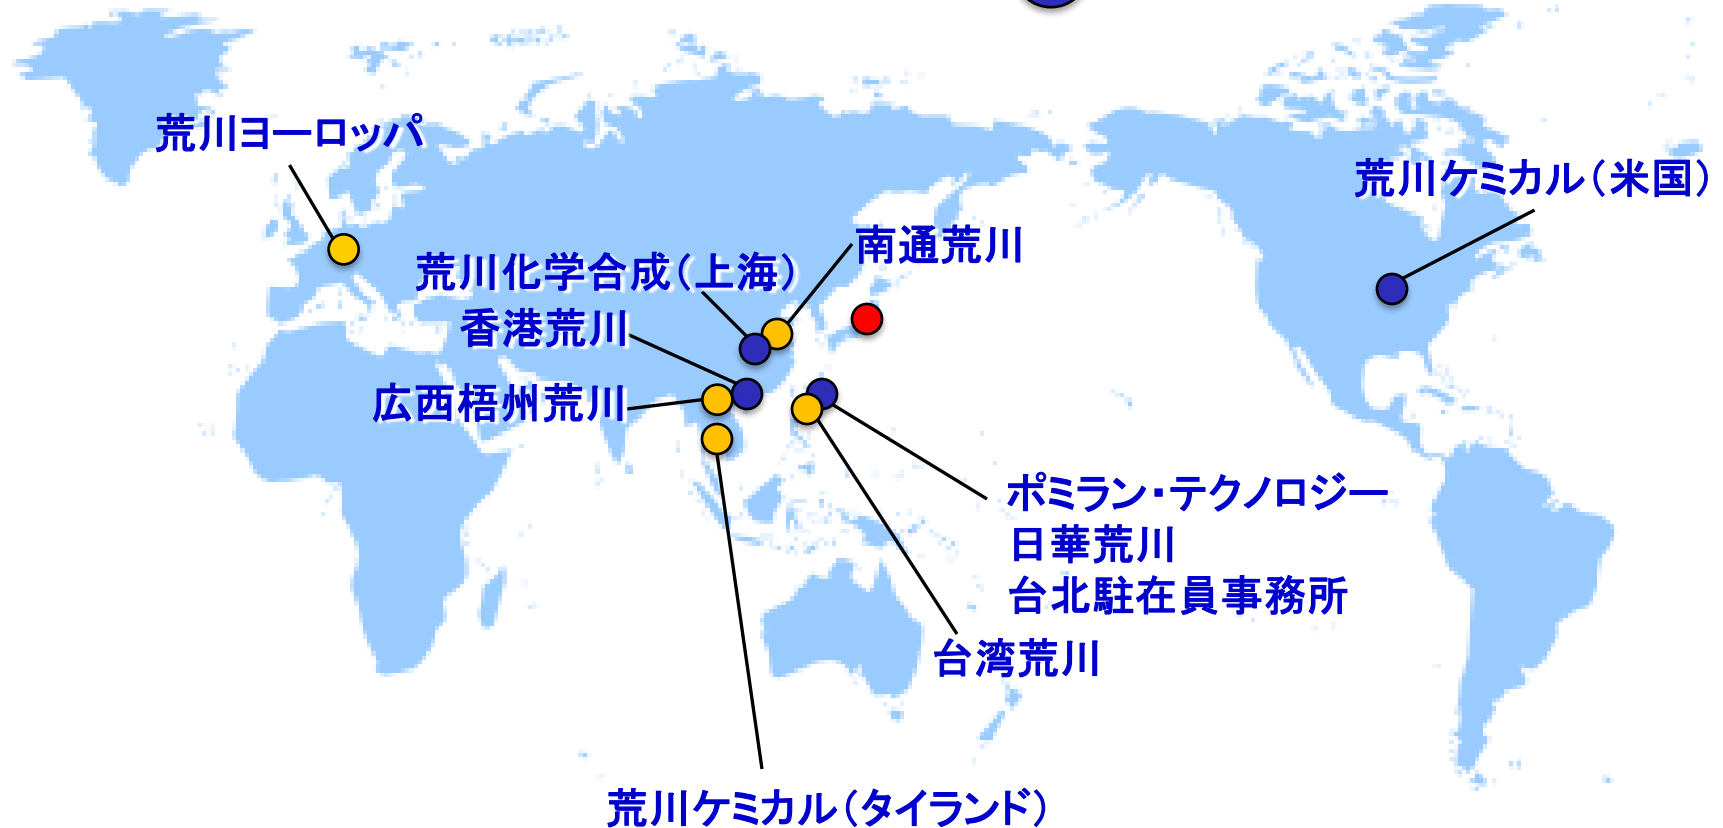 荒川ヨーロッパ
荒川ケミカル（米国）
南通荒川
荒川化学合成（上海）
香港荒川
広西梧州荒川
ポミラン・テクノロジー
日華荒川
台北駐在員事務所
台湾荒川
荒川ケミカル（タイランド）